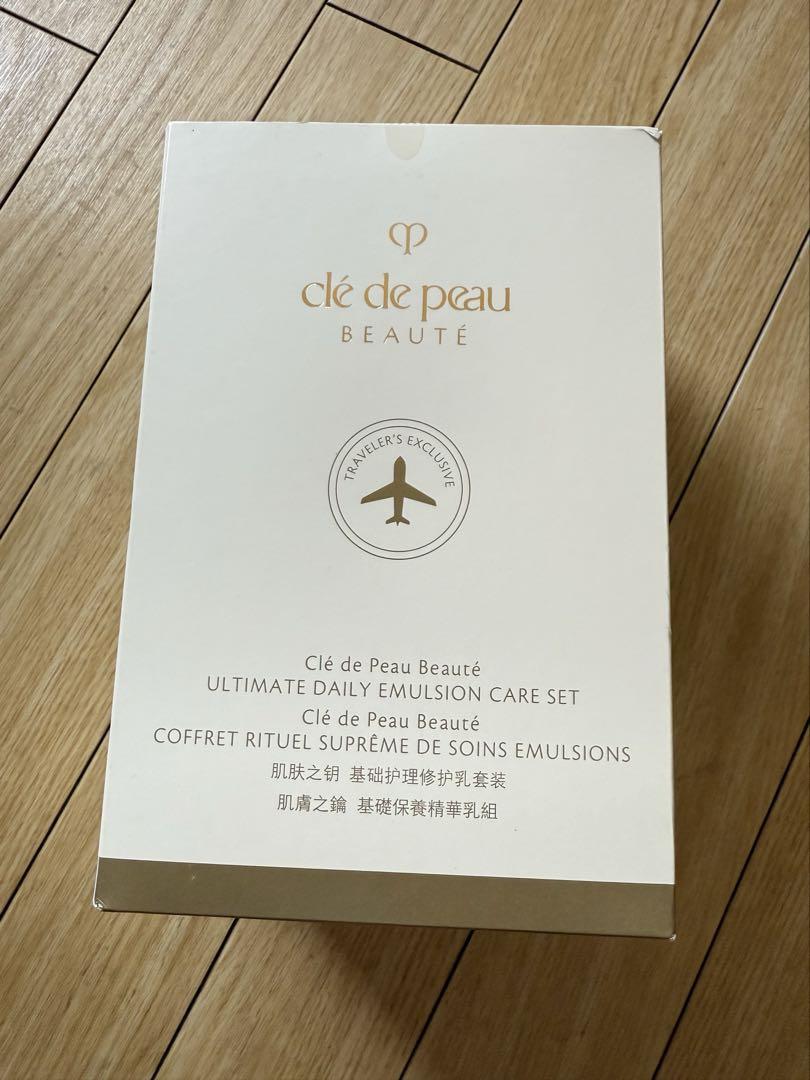 clé de peau
BEAUTÉ
TRAVELER'S EXCLUSIVE
Clé de Peau Beauté
ULTIMATE DAILY EMULSION CARE SET
Clé de Peau Beauté
COFFRET RITUEL SUPRÊME DE SOINS EMULSIONS
肌肤之钥 基础护理修护乳套装
肌膚之鑰 基礎保養精華乳組